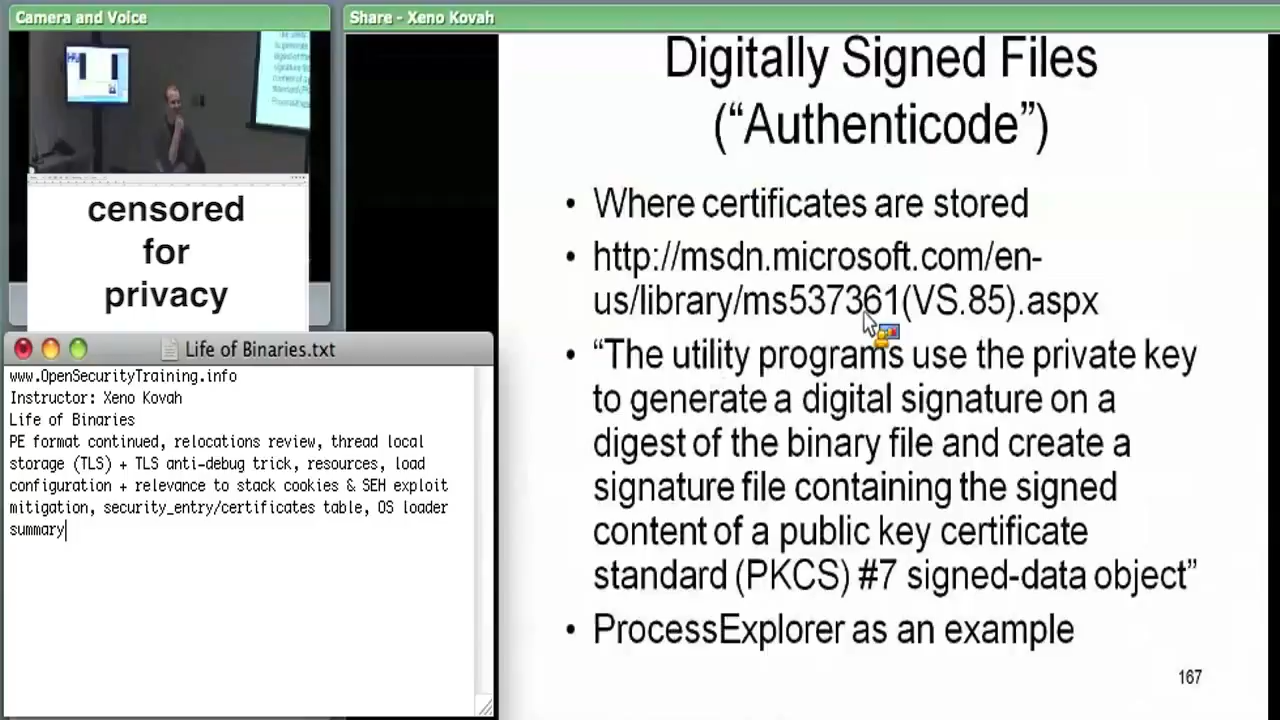 Camera and Voice
Share - Xeno Kovah
censored
for
privacy
Life of Binaries.txt
www.OpenSecurityTraining.info
Instructor: Xeno Kovah
Life of Binaries
PE format continued, relocations review, thread local
storage (TLS) + TLS anti-debug trick, resources, load
configuration + relevance to stack cookies & SEH exploit
mitigation, security_entry/certificates table, OS loader
summary
Digitally Signed Files
(“Authenticode”)
• Where certificates are stored
• http://msdn.microsoft.com/en-
us/library/ms537361(VS.85).aspx
• “The utility programs use the private key
to generate a digital signature on a
digest of the binary file and create a
signature file containing the signed
content of a public key certificate
standard (PKCS) #7 signed-data object”
• ProcessExplorer as an example
167